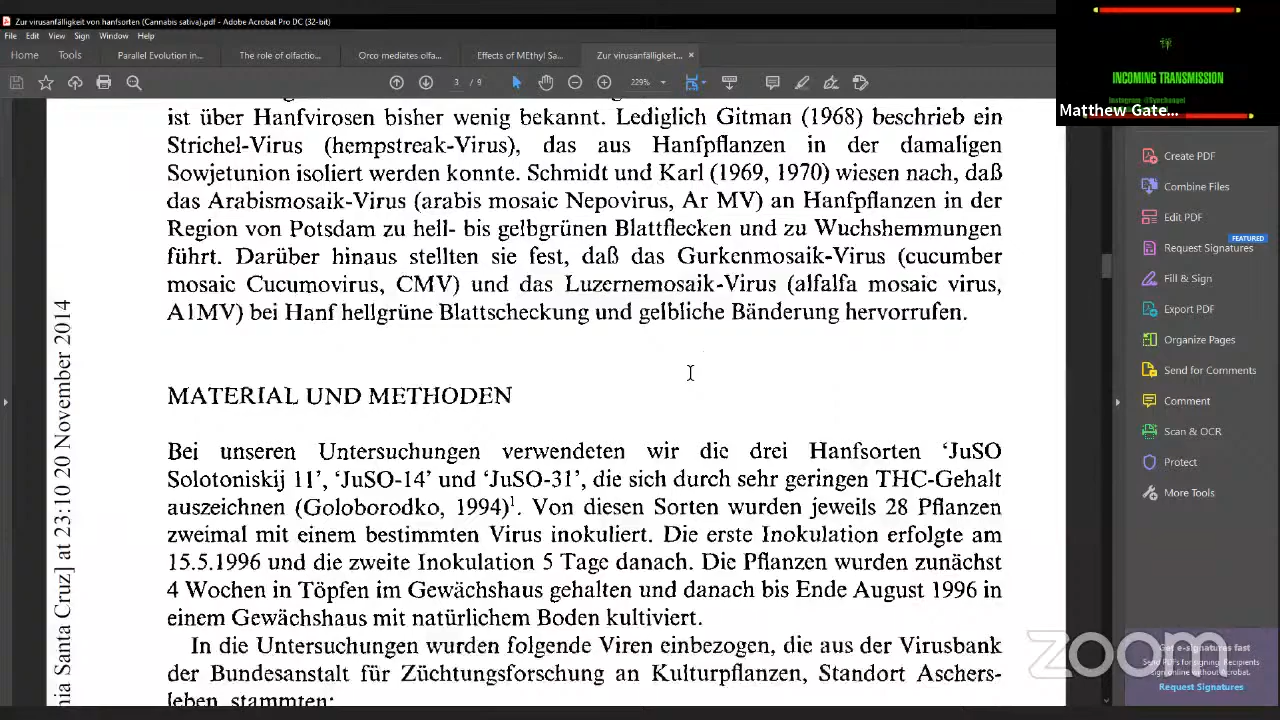 Zur virusanfälligkeit von hanfsorten (Cannabis sativa).pdf - Adobe Acrobat Pro DC (32-bit)
File Edit View Sign Window Help
Home Tools Parallel Evolution in... The role of olfactio... Orco mediates olfa... Effects of MEthyl Sa... Zur virusanfälligkeit... ×
3 / 9 229%
INCOMING TRANSMISSION
Matthew Gate...
ist über Hanfvirosen bisher wenig bekannt. Lediglich Gitman (1968) beschrieb ein
Strichel-Virus (hempstreak-Virus), das aus Hanfpflanzen in der damaligen
Sowjetunion isoliert werden konnte. Schmidt und Karl (1969, 1970) wiesen nach, daß
das Arabismosaik-Virus (arabis mosaic Nepovirus, Ar MV) an Hanfpflanzen in der
Region von Potsdam zu hell- bis gelbgrünen Blattflecken und zu Wuchshemmungen
führt. Darüber hinaus stellten sie fest, daß das Gurkenmosaik-Virus (cucumber
mosaic Cucumovirus, CMV) und das Luzernemosaik-Virus (alfalfa mosaic virus,
A1MV) bei Hanf hellgrüne Blattscheckung und gelbliche Bänderung hervorrufen.
MATERIAL UND METHODEN
Bei unseren Untersuchungen verwendeten wir die drei Hanfsorten 'JuSO
Solotoniskij 11', 'JuSO-14' und 'JuSO-31', die sich durch sehr geringen THC-Gehalt
auszeichnen (Goloborodko, 1994)¹. Von diesen Sorten wurden jeweils 28 Pflanzen
zweimal mit einem bestimmten Virus inokuliert. Die erste Inokulation erfolgte am
15.5.1996 und die zweite Inokulation 5 Tage danach. Die Pflanzen wurden zunächst
4 Wochen in Töpfen im Gewächshaus gehalten und danach bis Ende August 1996 in
einem Gewächshaus mit natürlichem Boden kultiviert.
In die Untersuchungen wurden folgende Viren einbezogen, die aus der Virusbank
der Bundesanstalt für Züchtungsforschung an Kulturpflanzen, Standort Aschers-
leben stammten:
nia Santa Cruz] at 23:10 20 November 2014
Create PDF
Combine Files
Edit PDF
FEATURED
Request Signatures
Fill & Sign
Export PDF
Organize Pages
Send for Comments
Comment
Scan & OCR
Protect
More Tools
zoom
Get e-signatures fast
Send PDFs for signing. Recipients
sign online without acrobat.
Request Signatures